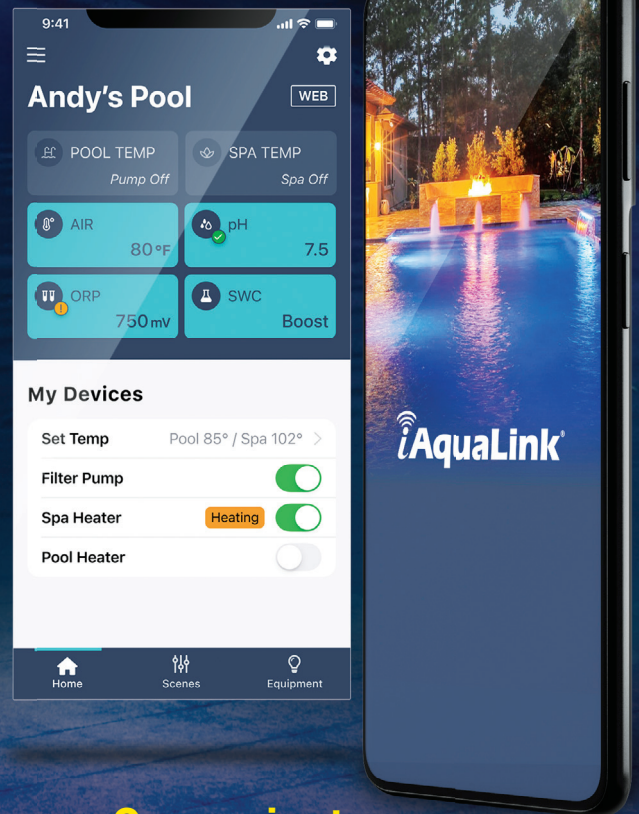 9:41
Andy's Pool
WEB
POOL TEMP
Pump Off
SPA TEMP
Spa Off
AIR
80°F
pH
7.5
ORP
750 mV
SWC
Boost
My Devices
Set Temp Pool 85° / Spa 102° >
Filter Pump
Spa Heater Heating
Pool Heater
Home Scenes Equipment
iAquaLink®